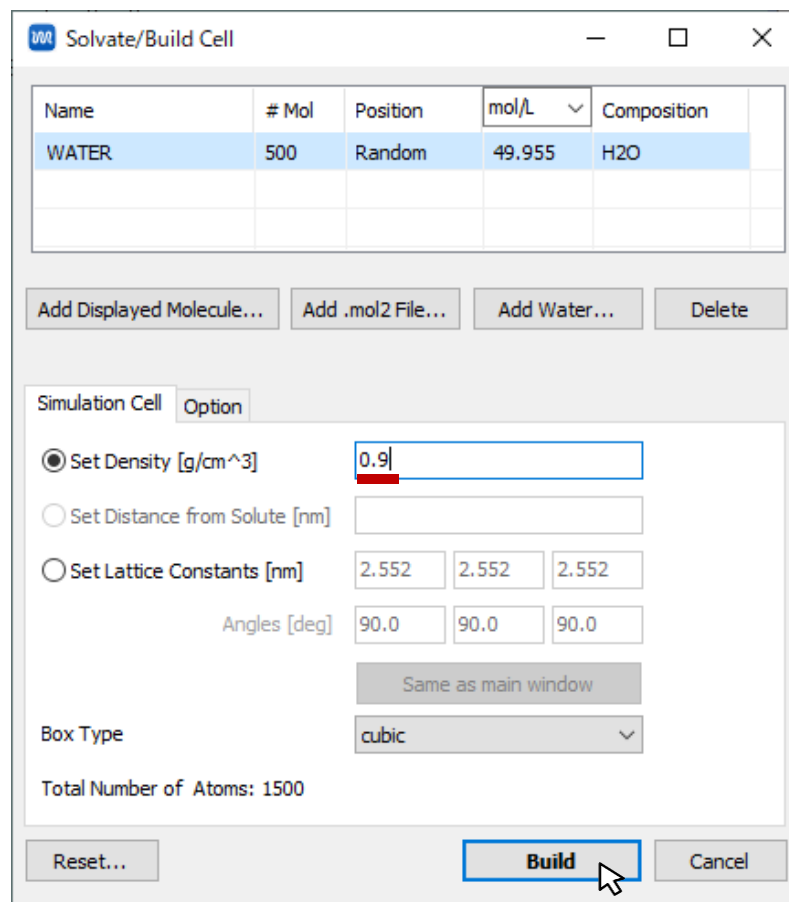 Solvate/Build Cell
Name # Mol Position mol/L Composition
WATER 500 Random 49.955 H2O
Add Displayed Molecule... Add .mol2 File... Add Water... Delete
Simulation Cell Option
Set Density [g/cm^3] 0.9
Set Distance from Solute [nm]
Set Lattice Constants [nm] 2.552 2.552 2.552
Angles [deg] 90.0 90.0 90.0
Same as main window
Box Type cubic
Total Number of Atoms: 1500
Reset... Build Cancel